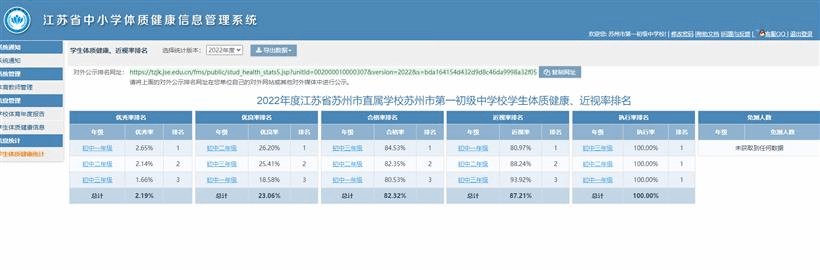 江苏省中小学体质健康信息管理系统
欢迎您: 苏州市第一初级中学校! | 修改密码 |
客服QQ | 退出登录
系统通知
系统通知
系统管理
体育教师管理
信息管理
学校体育年度报告
学生体质健康信息
信息统计
学生体质健康统计
学生体质健康、近视率排名 选择统计版本: 2022年度 导出数据
对外公示排名网址: https://tzjk.jse.edu.cn/fms/public/stud_health_stats5.jsp?unitId=002000010000307&version=2022&s=bda164154d432d9d8c46da9998a32f05 复制网址
请将上面的对外公示排名网址在您单位自己的对外网站或其他对外媒体中进行公示。
2022年度江苏省苏州市直属学校苏州市第一初级中学校学生体质健康、近视率排名
优秀率排名
年级 优秀率 排名
初中一年级 2.65% 1
初中二年级 2.14% 2
初中三年级 1.66% 3
总计 2.19%
优良率排名
年级 优良率 排名
初中二年级 26.20% 1
初中三年级 25.41% 2
初中一年级 18.58% 3
总计 23.06%
合格率排名
年级 合格率 排名
初中三年级 84.53% 1
初中二年级 82.35% 2
初中一年级 80.53% 3
总计 82.32%
近视率排名
年级 近视率 排名
初中一年级 80.97% 1
初中二年级 88.24% 2
初中三年级 93.92% 3
总计 87.21%
执行率排名
年级 执行率 排名
初中三年级 100.00% 1
初中二年级 100.00% 1
初中一年级 100.00% 1
总计 100.00%
免测人数
年级 免测人数
未获取到任何数据